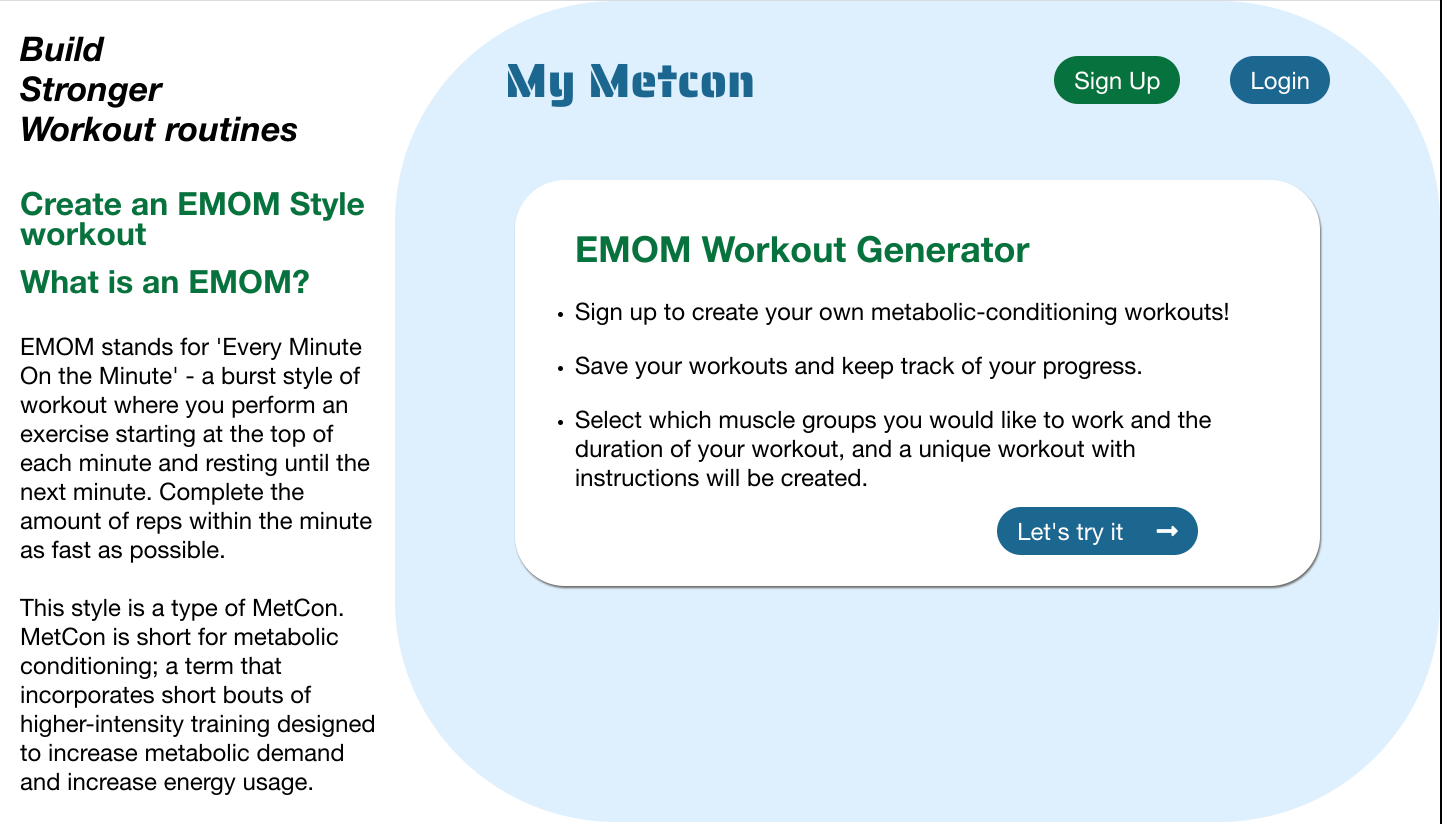 Build
Stronger
Workout routines
Create an EMOM Style
workout
What is an EMOM?
EMOM stands for 'Every Minute
On the Minute' - a burst style of
workout where you perform an
exercise starting at the top of
each minute and resting until the
next minute. Complete the
amount of reps within the minute
as fast as possible.
This style is a type of MetCon.
MetCon is short for metabolic
conditioning; a term that
incorporates short bouts of
higher-intensity training designed
to increase metabolic demand
and increase energy usage.
My Metcon
Sign Up
Login
EMOM Workout Generator
• Sign up to create your own metabolic-conditioning workouts!
• Save your workouts and keep track of your progress.
• Select which muscle groups you would like to work and the
duration of your workout, and a unique workout with
instructions will be created.
Let's try it →